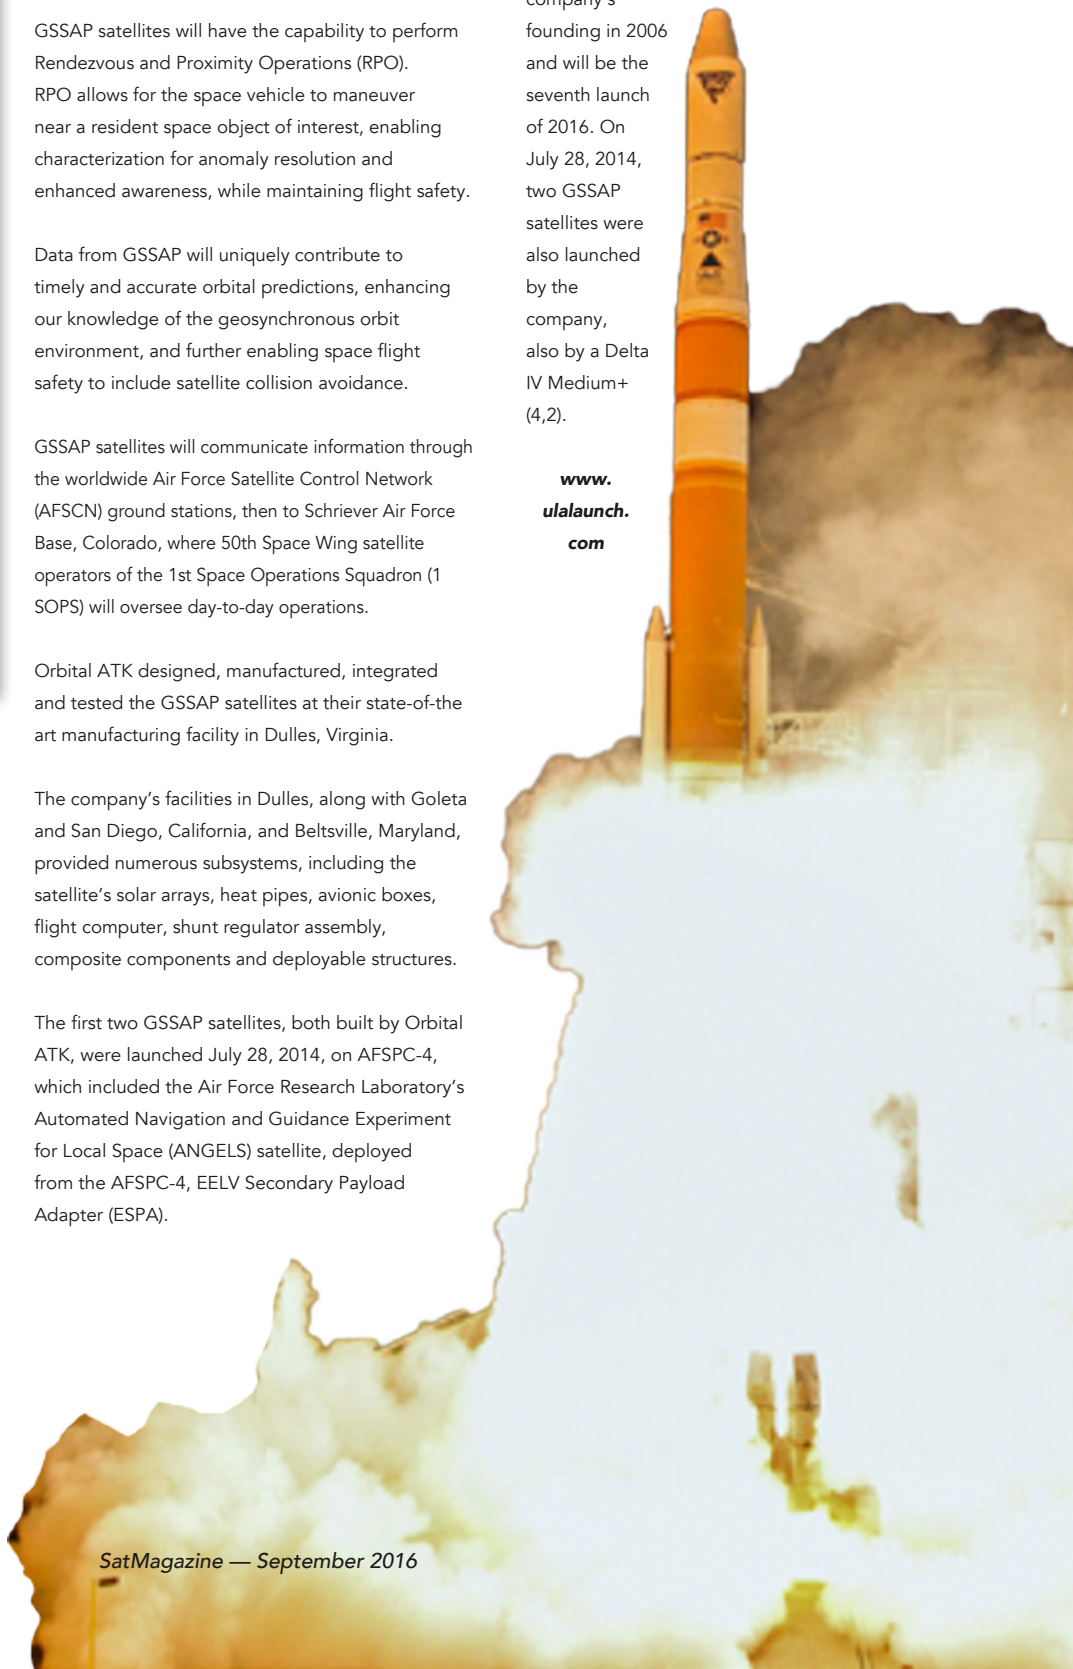 GSSAP satellites will have the capability to perform
Rendezvous and Proximity Operations (RPO).
RPO allows for the space vehicle to maneuver
near a resident space object of interest, enabling
characterization for anomaly resolution and
enhanced awareness, while maintaining flight safety.
Data from GSSAP will uniquely contribute to
timely and accurate orbital predictions, enhancing
our knowledge of the geosynchronous orbit
environment, and further enabling space flight
safety to include satellite collision avoidance.
GSSAP satellites will communicate information through
the worldwide Air Force Satellite Control Network
(AFSCN) ground stations, then to Schriever Air Force
Base, Colorado, where 50th Space Wing satellite
operators of the 1st Space Operations Squadron (1
SOPS) will oversee day-to-day operations.
Orbital ATK designed, manufactured, integrated
and tested the GSSAP satellites at their state-of-the
art manufacturing facility in Dulles, Virginia.
The company's facilities in Dulles, along with Goleta
and San Diego, California, and Beltsville, Maryland,
provided numerous subsystems, including the
satellite's solar arrays, heat pipes, avionic boxes,
flight computer, shunt regulator assembly,
composite components and deployable structures.
The first two GSSAP satellites, both built by Orbital
ATK, were launched July 28, 2014, on AFSPC-4,
which included the Air Force Research Laboratory's
Automated Navigation and Guidance Experiment
for Local Space (ANGELS) satellite, deployed
from the AFSPC-4, EELV Secondary Payload
Adapter (ESPA).
company's
founding in 2006
and will be the
seventh launch
of 2016. On
July 28, 2014,
two GSSAP
satellites were
also launched
by the
company,
also by a Delta
IV Medium+
(4,2).
www.
ulalaunch.
com
SatMagazine — September 2016